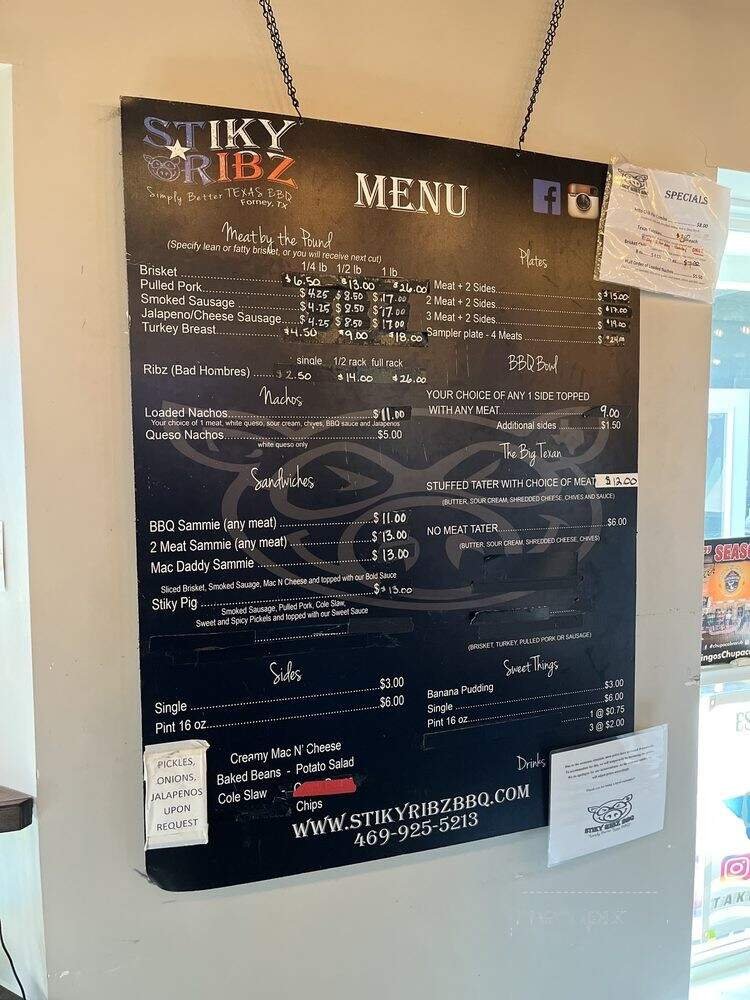 STIKY
RIBZ
Simply Better TEXAS BBQ
Forney, TX
MENU
Meat by the Pound
(Specify lean or fatty brisket, or you will receive next cut)
1/4 lb 1/2 lb 1 lb
Brisket $6.50 $13.00 $26.00
Pulled Pork $4.25 $8.50 $17.00
Smoked Sausage $4.25 $8.50 $17.00
Jalapeno/Cheese Sausage $4.25 $8.50 $17.00
Turkey Breast $4.50 $9.00 $18.00
single 1/2 rack full rack
Ribz (Bad Hombres) $2.50 $14.00 $26.00
Nachos
Loaded Nachos $11.00
Your choice of 1 meat, white queso, sour cream, chives, BBQ sauce and Jalapenos
Queso Nachos $5.00
white queso only
Sandwiches
BBQ Sammie (any meat) $11.00
2 Meat Sammie (any meat) $13.00
Mac Daddy Sammie $13.00
Sliced Brisket, Smoked Sauage, Mac N Cheese and topped with our Bold Sauce
Stiky Pig $13.00
Smoked Sausage, Pulled Pork, Cole Slaw,
Sweet and Spicy Pickels and topped with our Sweet Sauce
Sides
Single $3.00
Pint 16 oz $6.00
Creamy Mac N' Cheese
Baked Beans - Potato Salad
Cole Slaw
Chips
PICKLES,
ONIONS,
JALAPENOS
UPON
REQUEST
Plates
1 Meat + 2 Sides $15.00
2 Meat + 2 Sides $17.00
3 Meat + 2 Sides $19.00
Sampler plate - 4 Meats
BBQ Bowl
YOUR CHOICE OF ANY 1 SIDE TOPPED
WITH ANY MEAT 9.00
Additional sides $1.50
The Big Texan
STUFFED TATER WITH CHOICE OF MEAT $12.00
(BUTTER, SOUR CREAM, SHREDDED CHEESE, CHIVES AND SAUCE)
NO MEAT TATER $6.00
(BUTTER, SOUR CREAM, SHREDDED CHEESE, CHIVES)
(BRISKET, TURKEY, PULLED PORK OR SAUSAGE)
Sweet Things
Banana Pudding
Single $3.00
Pint 16 oz $6.00
1 @ $0.75
3 @ $2.00
Drinks
WWW.STIKYRIBZBBQ.COM
469-925-5213
SPECIALS
$8.00
$5.50
STIKY RIBZ BBQ